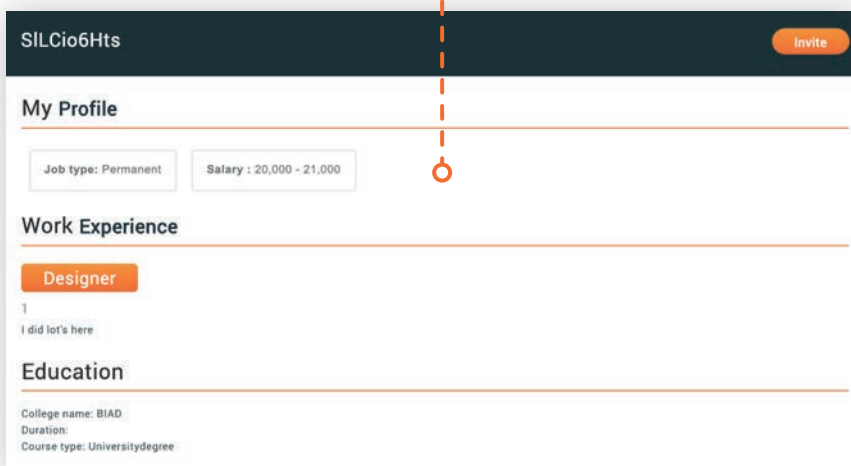 SILCio6Hts
Invite
My Profile
Job type: Permanent
Salary : 20,000 - 21,000
Work Experience
Designer
1
I did lot's here
Education
College name: BIAD
Duration:
Course type: Universitydegree